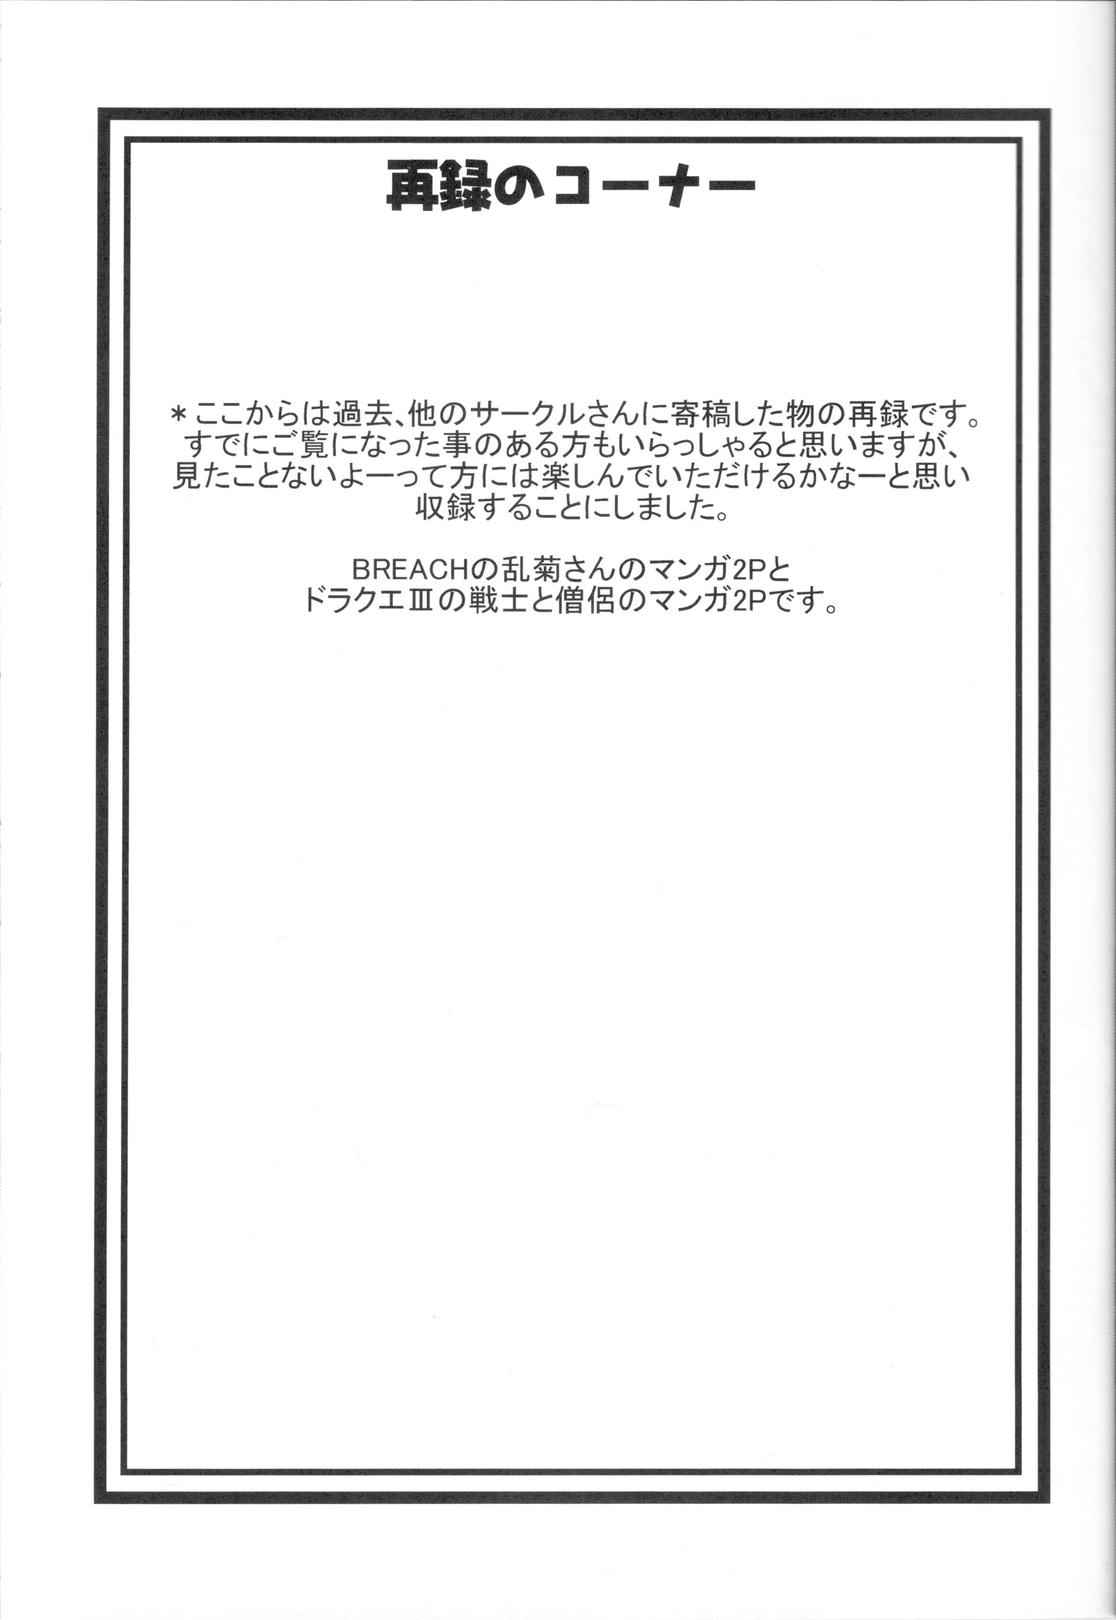 再録のコーナー
＊ここからは過去、他のサークルさんに寄稿した物の再録です。
すでにご覧になった事のある方もいらっしゃると思いますが、
見たことないよーって方には楽しんでいただけるかなーと思い
収録することにしました。
BREACHの乱菊さんのマンガ2Pと
ドラクエⅢの戦士と僧侶のマンガ2Pです。